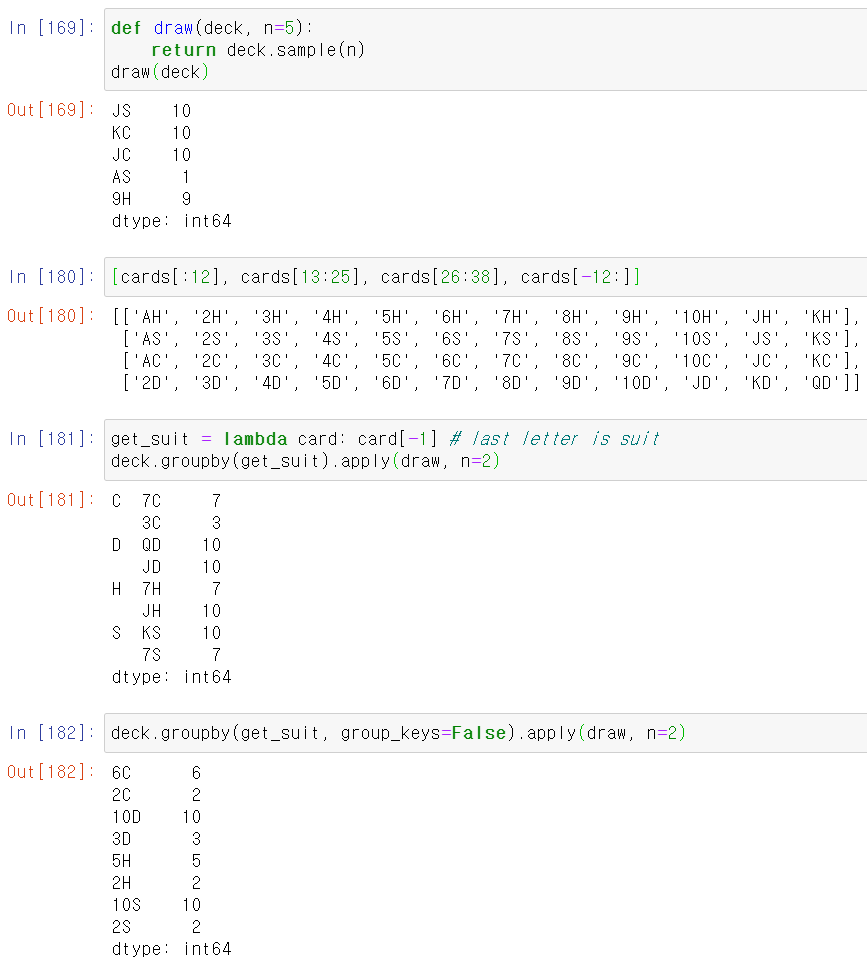 In [169]: def draw(deck, n=5):
    return deck.sample(n)
draw(deck)
Out[169]: JS    10
KC    10
JC    10
AS     1
9H     9
dtype: int64
In [180]: [cards[:12], cards[13:25], cards[26:38], cards[-12:]]
Out[180]: [['AH', '2H', '3H', '4H', '5H', '6H', '7H', '8H', '9H', '10H', 'JH', 'KH'],
 ['AS', '2S', '3S', '4S', '5S', '6S', '7S', '8S', '9S', '10S', 'JS', 'KS'],
 ['AC', '2C', '3C', '4C', '5C', '6C', '7C', '8C', '9C', '10C', 'JC', 'KC'],
 ['2D', '3D', '4D', '5D', '6D', '7D', '8D', '9D', '10D', 'JD', 'KD', 'QD']]
In [181]: get_suit = lambda card: card[-1] # last letter is suit
deck.groupby(get_suit).apply(draw, n=2)
Out[181]: C  7C     7
   3C     3
D  QD    10
   JD    10
H  7H     7
   JH    10
S  KS    10
   7S     7
dtype: int64
In [182]: deck.groupby(get_suit, group_keys=False).apply(draw, n=2)
Out[182]: 6C      6
2C      2
10D    10
3D      3
5H      5
2H      2
10S    10
2S      2
dtype: int64